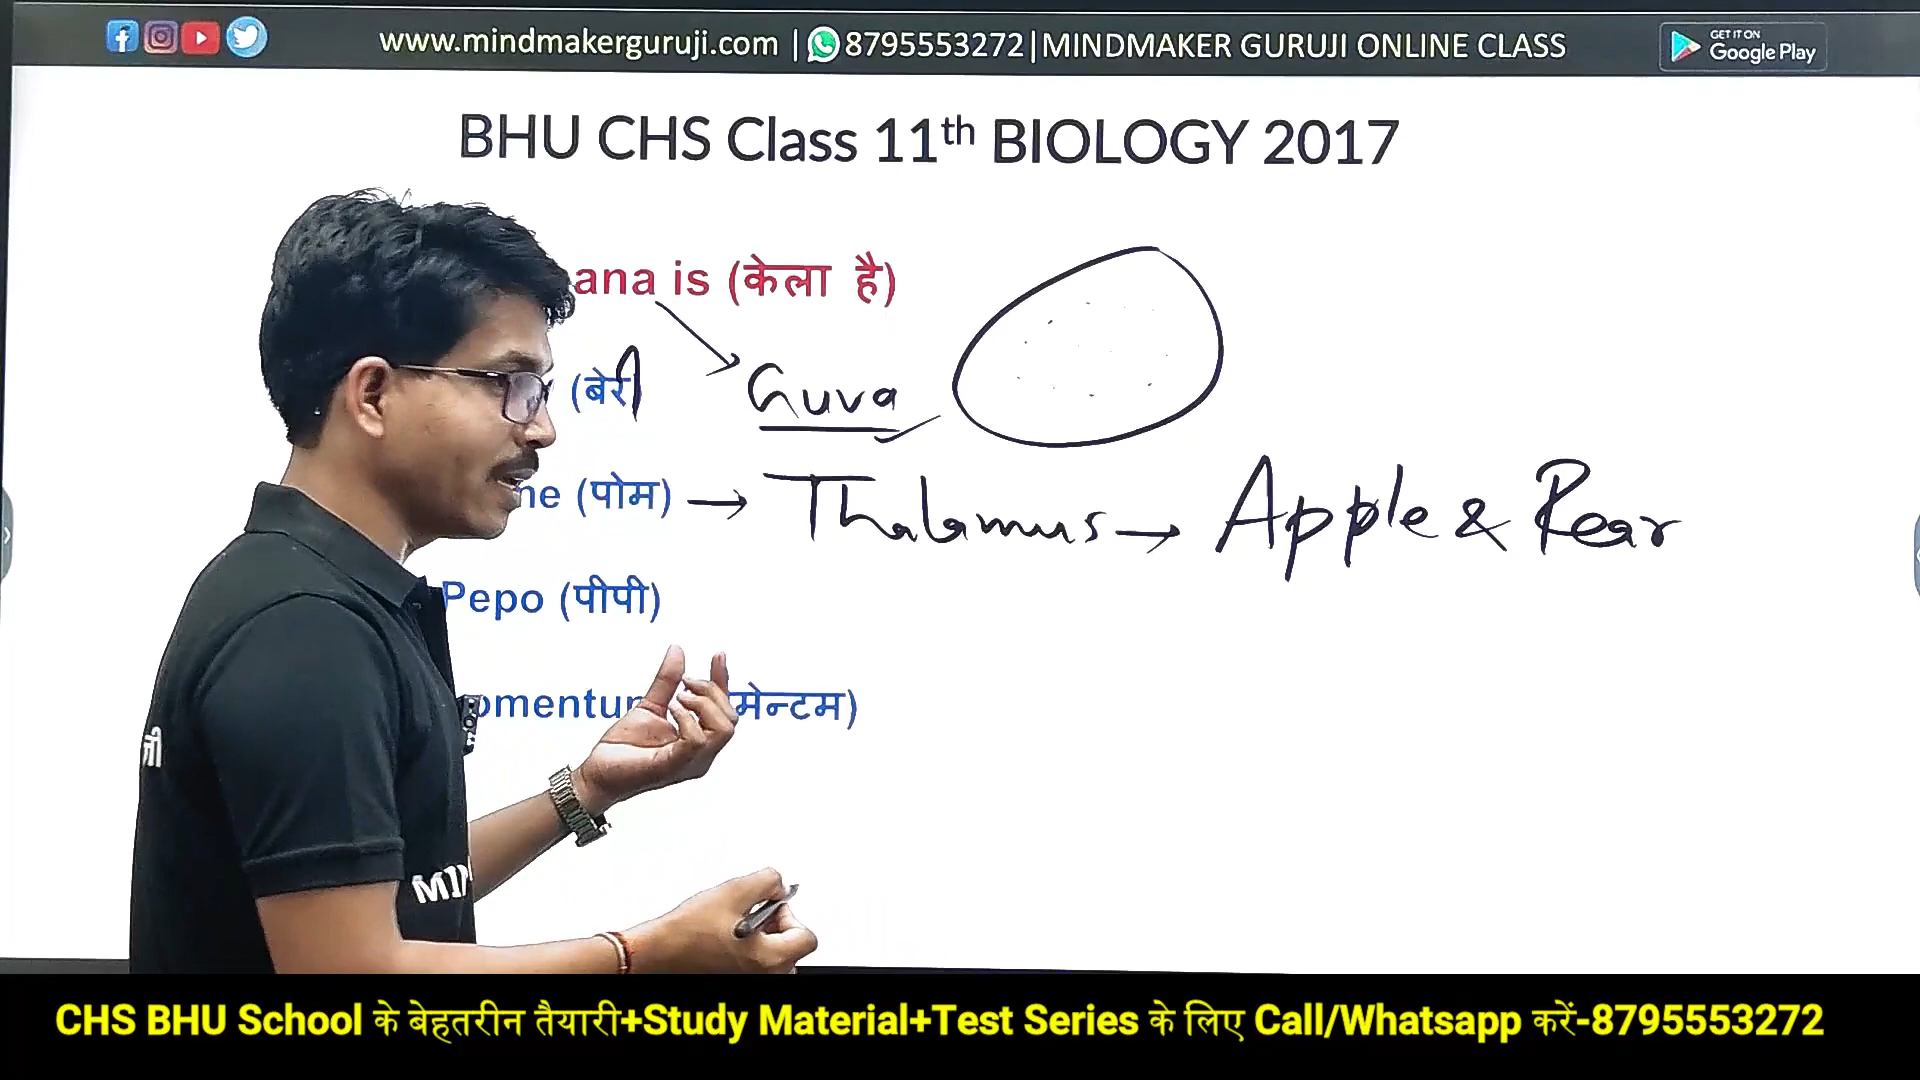 www.mindmakerguruji.com | 8795553272|MINDMAKER GURUJI ONLINE CLASS
GET IT ON
Google Play
BHU CHS Class 11th BIOLOGY 2017
ana is (केला है)
(बेरी
Guva
ne (पोम) → Thalamus → Apple & Pear
Pepo (पीपी)
omentu मेन्टम)
जी
MI
CHS BHU School के बेहतरीन तैयारी+Study Material+Test Series के लिए Call/Whatsapp करें-8795553272